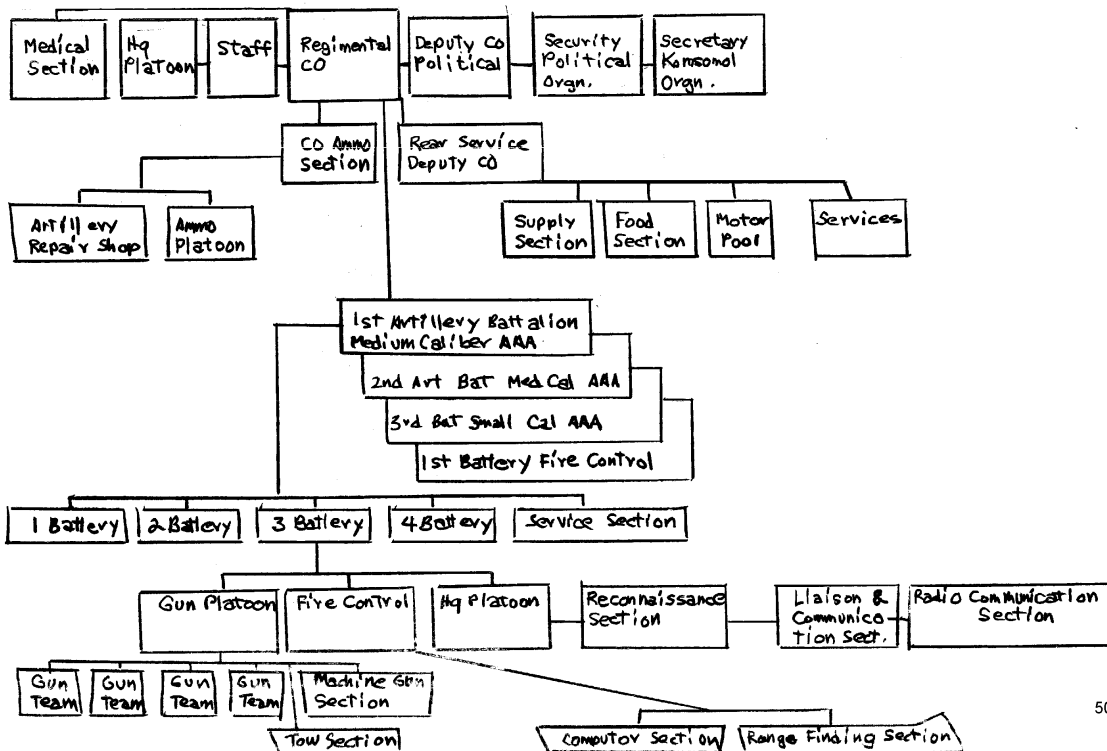 Medical
Section
Hq
Platoon
Staff
Regimental
CO
Deputy CO
Political
Security
Political
Orgn.
Secretary
Komsomol
Orgn.
CO Ammo
Section
Rear Service
Deputy CO
Artillery
Repair Shop
Ammo
Platoon
Supply
Section
Food
Section
Motor
Pool
Services
1st Artillery Battalion
Medium Caliber AAA
2nd Art Bat Med Cal AAA
3rd Bat Small Cal AAA
1st Battery Fire Control
1 Battery
2 Battery
3 Battery
4 Battery
Service Section
Gun Platoon
Fire Control
Hq Platoon
Reconnaissance
Section
Liaison &
Communica
tion Sect.
Radio Communication
Section
Gun
Team
Gun
Team
Gun
Team
Gun
Team
Machine Gun
Section
Tow Section
Computor Section
Range Finding Section
50